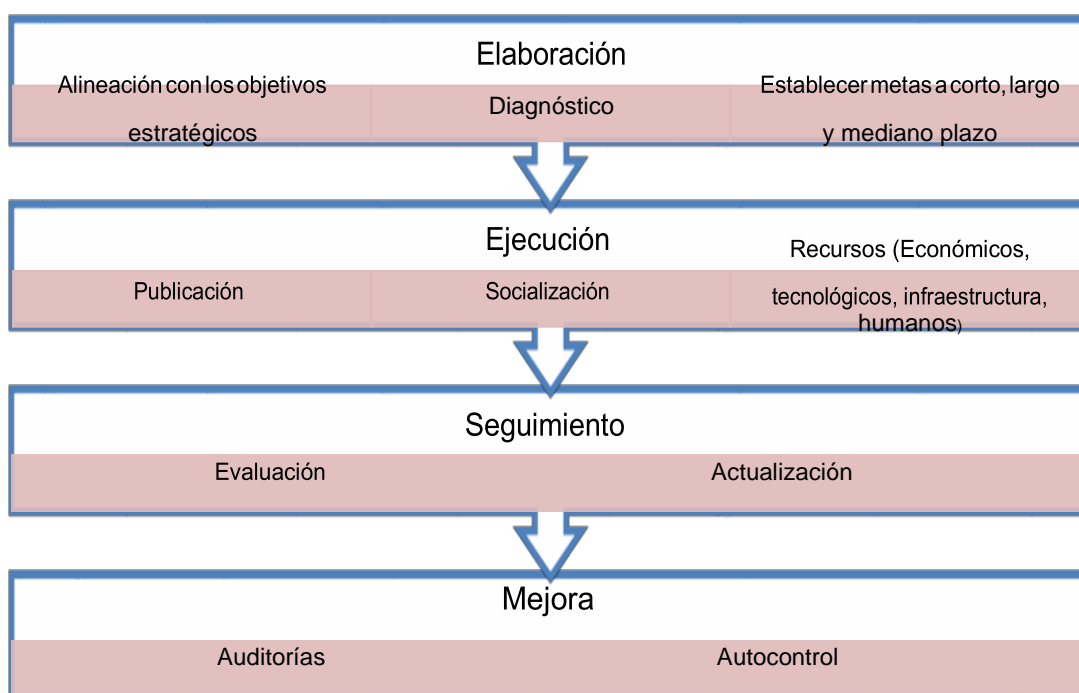 Elaboración
Alineación con los objetivos
estratégicos
Diagnóstico
Establecer metas a corto, largo
y mediano plazo
Ejecución
Publicación
Socialización
Recursos (Económicos,
tecnológicos, infraestructura,
humanos)
Seguimiento
Evaluación
Actualización
Mejora
Auditorías
Autocontrol